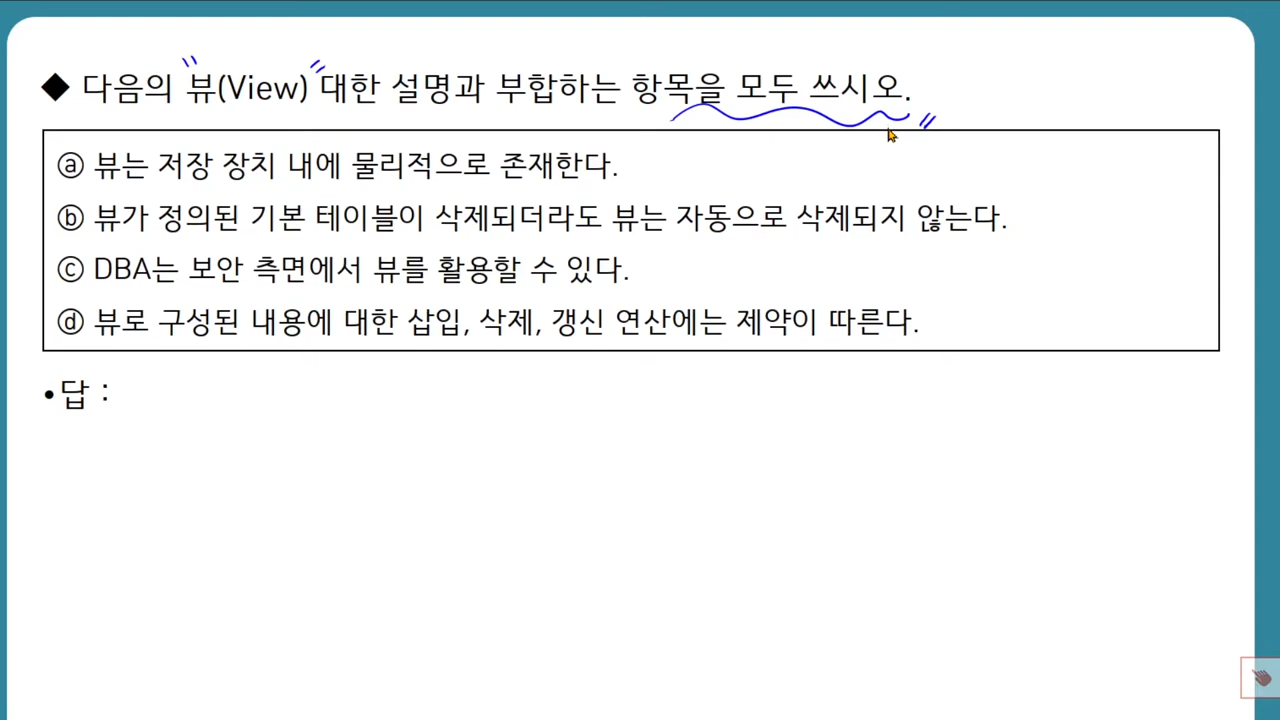 ◆ 다음의 뷰(View) 대한 설명과 부합하는 항목을 모두 쓰시오.
ⓐ 뷰는 저장 장치 내에 물리적으로 존재한다.
ⓑ 뷰가 정의된 기본 테이블이 삭제되더라도 뷰는 자동으로 삭제되지 않는다.
ⓒ DBA는 보안 측면에서 뷰를 활용할 수 있다.
ⓓ 뷰로 구성된 내용에 대한 삽입, 삭제, 갱신 연산에는 제약이 따른다.
•답 :